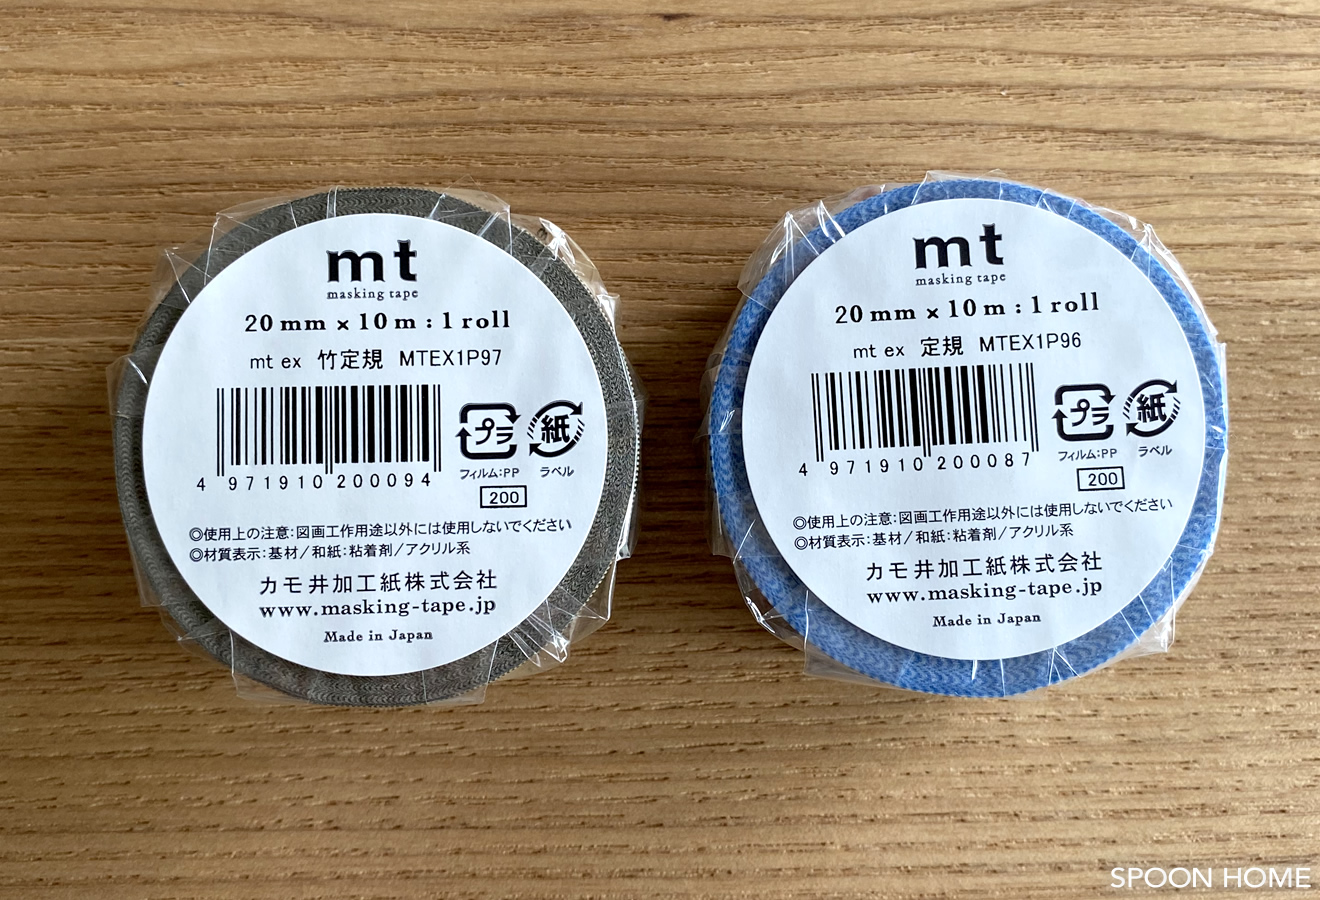 mt
masking tape
20 mm × 10 m : 1 roll
mt ex 竹定規 MTEX1P97
4 971910 200094
プラ
紙
フィルム:PP
ラベル
200
◎使用上の注意:図画工作用途以外には使用しないでください
◎材質表示:基材/和紙:粘着剤/アクリル系
カモ井加工紙株式会社
www.masking-tape.jp
Made in Japan
mt
masking tape
20 mm × 10 m : 1 roll
mt ex 定規 MTEX1P96
4 971910 200087
プラ
紙
フィルム:PP
ラベル
200
◎使用上の注意:図画工作用途以外には使用しないでください
◎材質表示:基材/和紙:粘着剤/アクリル系
カモ井加工紙株式会社
www.masking-tape.jp
Made in Japan
SPOON HOME